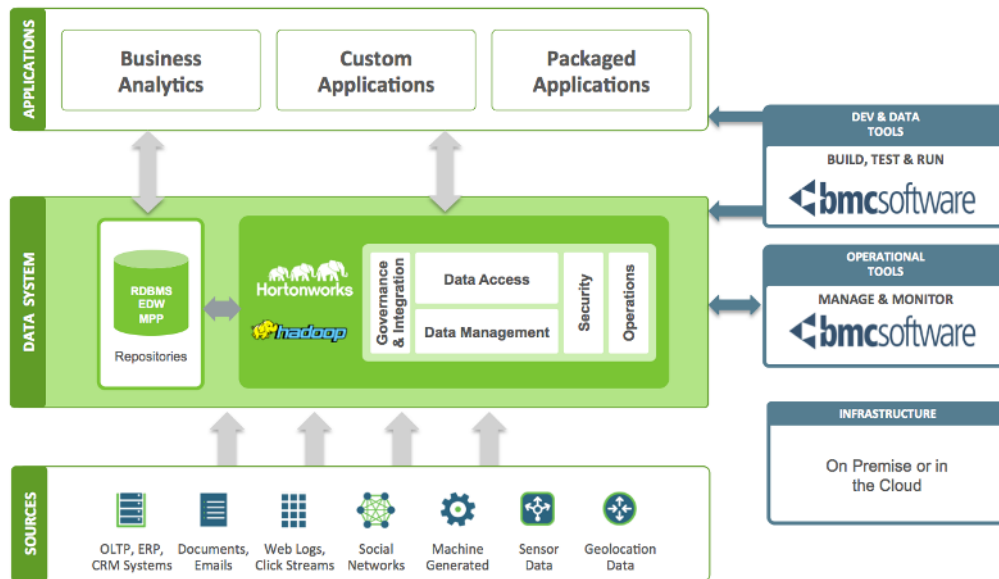 APPLICATIONS
Business
Analytics
Custom
Applications
Packaged
Applications
DEV & DATA
TOOLS
BUILD, TEST & RUN
bmcsoftware
DATA SYSTEM
RDBMS
EDW
MPP
Repositories
Hortonworks
hadoop
Governance
& Integration
Data Access
Data Management
Security
Operations
OPERATIONAL
TOOLS
MANAGE & MONITOR
bmcsoftware
INFRASTRUCTURE
On Premise or in
the Cloud
SOURCES
OLTP, ERP,
CRM Systems
Documents,
Emails
Web Logs,
Click Streams
Social
Networks
Machine
Generated
Sensor
Data
Geolocation
Data